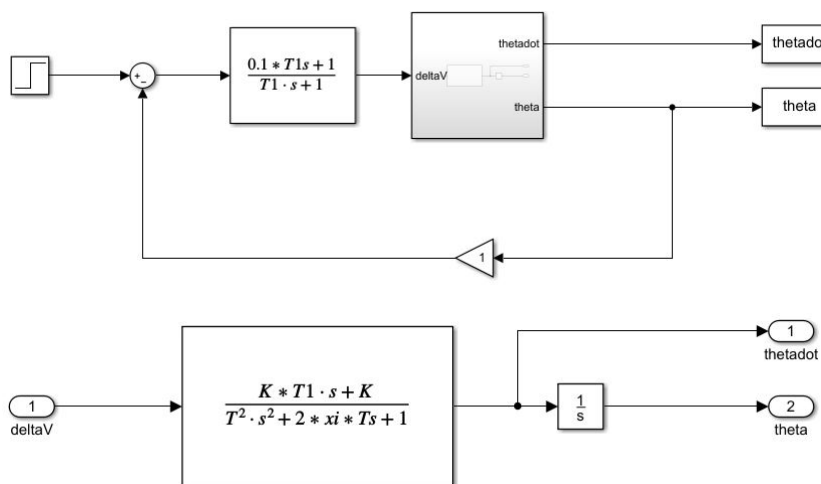 thetadot
thetado
0.1 * T1s + 1
T1 · s + 1
+
−
deltaV
theta
theta
1
K * T1 · s + K
T² · s² + 2 * xi * Ts + 1
1
thetadot
1
deltaV
1
s
2
theta